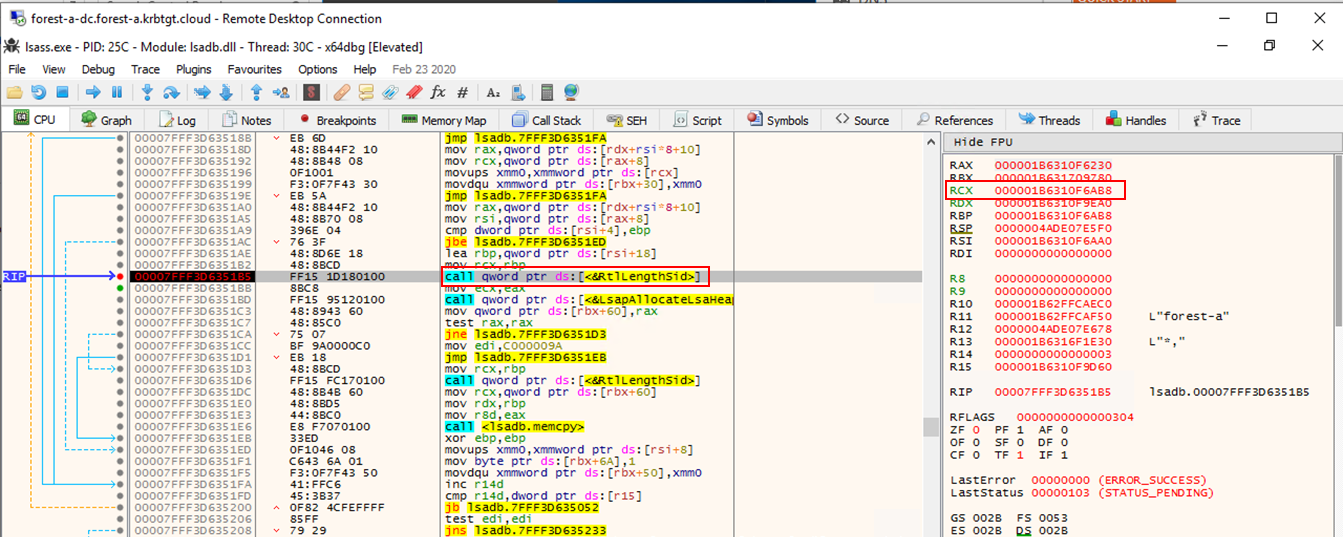 forest-a-dc.forest-a.krbtgt.cloud - Remote Desktop Connection
lsass.exe - PID: 25C - Module: lsadb.dll - Thread: 30C - x64dbg [Elevated]
File View Debug Trace Plugins Favourites Options Help Feb 23 2020
CPU Graph Log Notes Breakpoints Memory Map Call Stack SEH Script Symbols Source References Threads Handles Trace
Hide FPU
00007FFF3D63518B EB 6D jmp lsadb.7FFF3D6351FA
00007FFF3D63518D 48:8B44F2 10 mov rax,qword ptr ds:[rdx+rsi*8+10]
00007FFF3D635192 48:8B48 08 mov rcx,qword ptr ds:[rax+8]
00007FFF3D635196 0F1001 movups xmm0,xmmword ptr ds:[rcx]
00007FFF3D635199 F3:0F7F43 30 movdqu xmmword ptr ds:[rbx+30],xmm0
00007FFF3D63519E EB 5A jmp lsadb.7FFF3D6351FA
00007FFF3D6351A0 48:8B44F2 10 mov rax,qword ptr ds:[rdx+rsi*8+10]
00007FFF3D6351A5 48:8B70 08 mov rsi,qword ptr ds:[rax+8]
00007FFF3D6351A9 396E 04 cmp dword ptr ds:[rsi+4],ebp
00007FFF3D6351AC 76 3F jbe lsadb.7FFF3D6351ED
00007FFF3D6351AE 48:8D6E 18 lea rbp,qword ptr ds:[rsi+18]
00007FFF3D6351B2 48:8BCD mov rcx,rbp
RIP 00007FFF3D6351B5 FF15 1D180100 call qword ptr ds:[<&RtlLengthSid>]
00007FFF3D6351BB 8BC8 mov ecx,eax
00007FFF3D6351BD FF15 95120100 call qword ptr ds:[<&LsapAllocateLsaHeap
00007FFF3D6351C3 48:8943 60 mov qword ptr ds:[rbx+60],rax
00007FFF3D6351C7 48:85C0 test rax,rax
00007FFF3D6351CA 75 07 jne lsadb.7FFF3D6351D3
00007FFF3D6351CC BF 9A0000C0 mov edi,C000009A
00007FFF3D6351D1 EB 18 jmp lsadb.7FFF3D6351EB
00007FFF3D6351D3 48:8BCD mov rcx,rbp
00007FFF3D6351D6 FF15 FC170100 call qword ptr ds:[<&RtlLengthSid>]
00007FFF3D6351DC 48:8B4B 60 mov rcx,qword ptr ds:[rbx+60]
00007FFF3D6351E0 48:8BD5 mov rdx,rbp
00007FFF3D6351E3 44:8BC0 mov r8d,eax
00007FFF3D6351E6 E8 F7070100 call <lsadb.memcpy>
00007FFF3D6351EB 33ED xor ebp,ebp
00007FFF3D6351ED 0F1046 08 movups xmm0,xmmword ptr ds:[rsi+8]
00007FFF3D6351F1 C643 6A 01 mov byte ptr ds:[rbx+6A],1
00007FFF3D6351F5 F3:0F7F43 50 movdqu xmmword ptr ds:[rbx+50],xmm0
00007FFF3D6351FA 41:FFC6 inc r14d
00007FFF3D6351FD 45:3B37 cmp r14d,dword ptr ds:[r15]
00007FFF3D635200 0F82 4CFEFFFF jb lsadb.7FFF3D635052
00007FFF3D635206 85FF test edi,edi
00007FFF3D635208 79 29 jns lsadb.7FFF3D635233
RAX 000001B6310F6230
RBX 000001B631709780
RCX 000001B6310F6AB8
RDX 000001B6310F9EA0
RBP 000001B6310F6AB8
RSP 0000004ADE07E5F0
RSI 000001B6310F6AA0
RDI 0000000000000000
R8 0000000000000000
R9 0000000000000000
R10 000001B62FFCAEC0
R11 000001B62FFCAF50 L"forest-a"
R12 0000004ADE07E678
R13 000001B6316F1E30 L"*,"
R14 0000000000000003
R15 000001B6310F9D60
RIP 00007FFF3D6351B5 lsadb.00007FFF3D6351B5
RFLAGS 0000000000000304
ZF 0 PF 1 AF 0
OF 0 SF 0 DF 0
CF 0 TF 1 IF 1
LastError 00000000 (ERROR_SUCCESS)
LastStatus 00000103 (STATUS_PENDING)
GS 002B FS 0053
ES 002B DS 002B